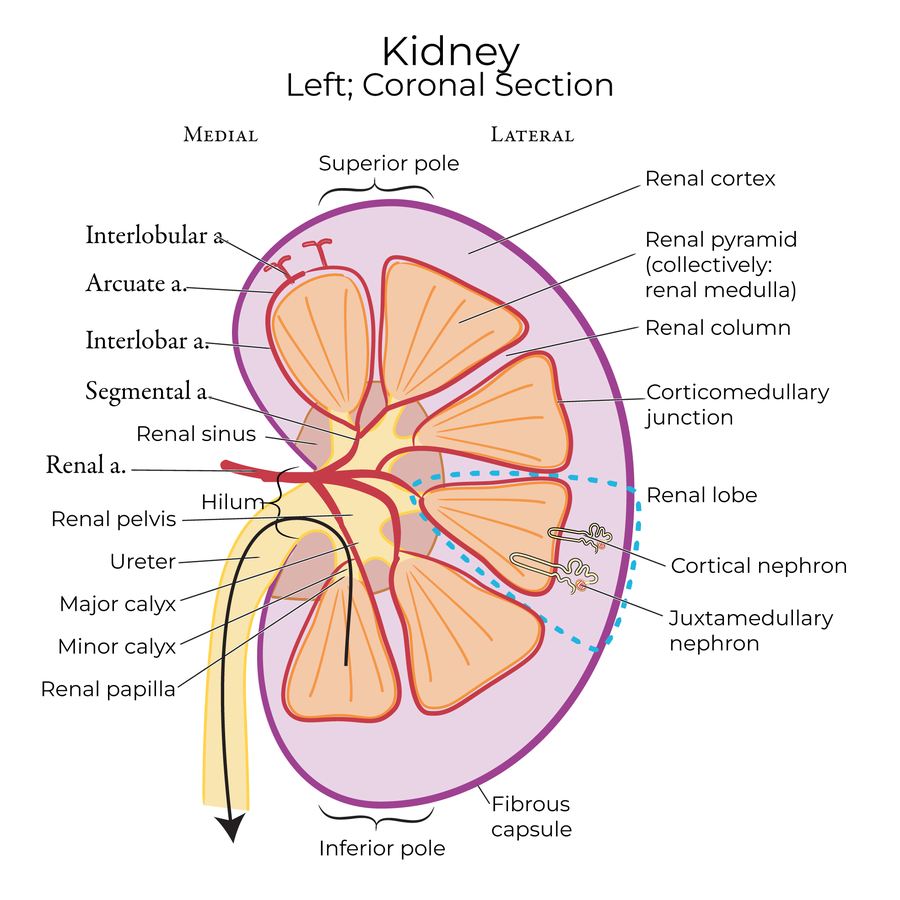 Kidney
Left; Coronal Section
Medial
Lateral
Superior pole
Renal cortex
Interlobular a.
Renal pyramid
(collectively:
renal medulla)
Arcuate a.
Renal column
Interlobar a.
Segmental a.
Corticomedullary
junction
Renal sinus
Renal a.
Renal lobe
Hilum
Renal pelvis
Ureter
Cortical nephron
Major calyx
Juxtamedullary
nephron
Minor calyx
Renal papilla
Fibrous
capsule
Inferior pole